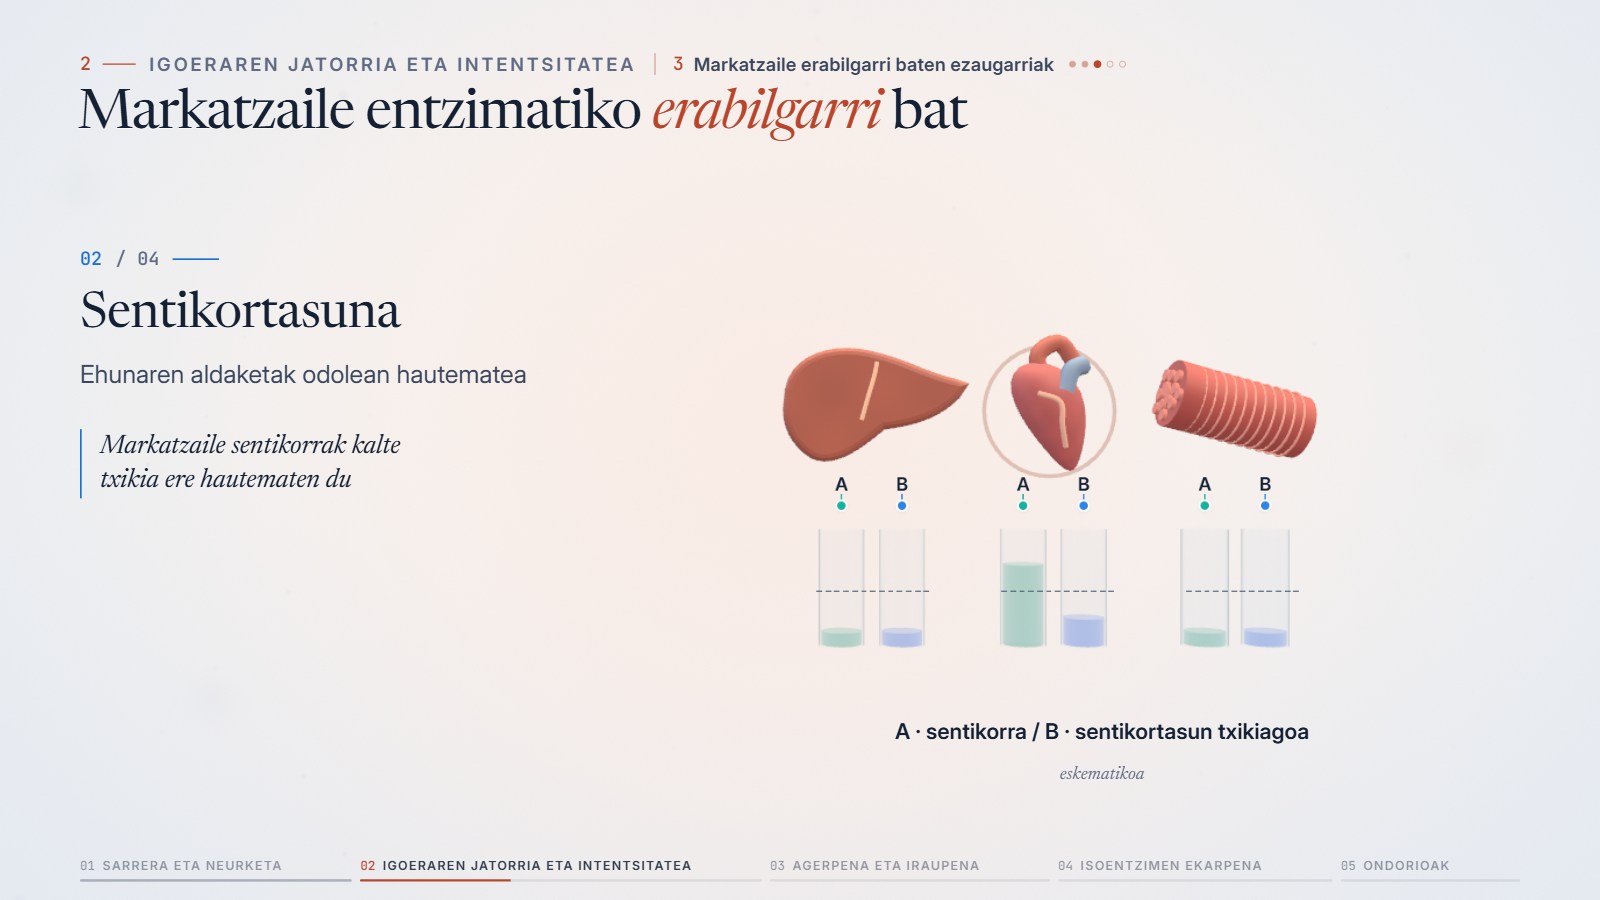 2 IGOERAREN JATORRIA ETA INTENTSITATEA 3 Markatzaile erabilgarri baten ezaugarriak
Markatzaile entzimatiko erabilgarri bat
02 / 04
Sentikortasuna
Ehunaren aldaketak odolean hautematea
Markatzaile sentikorrak kalte
txikia ere hautematen du
A B A B A B
A · sentikorra / B · sentikortasun txikiagoa
eskematikoa
01 SARRERA ETA NEURKETA 02 IGOERAREN JATORRIA ETA INTENTSITATEA 03 AGERPENA ETA IRAUPENA 04 ISOENTZIMEN EKARPENA 05 ONDORIOAK